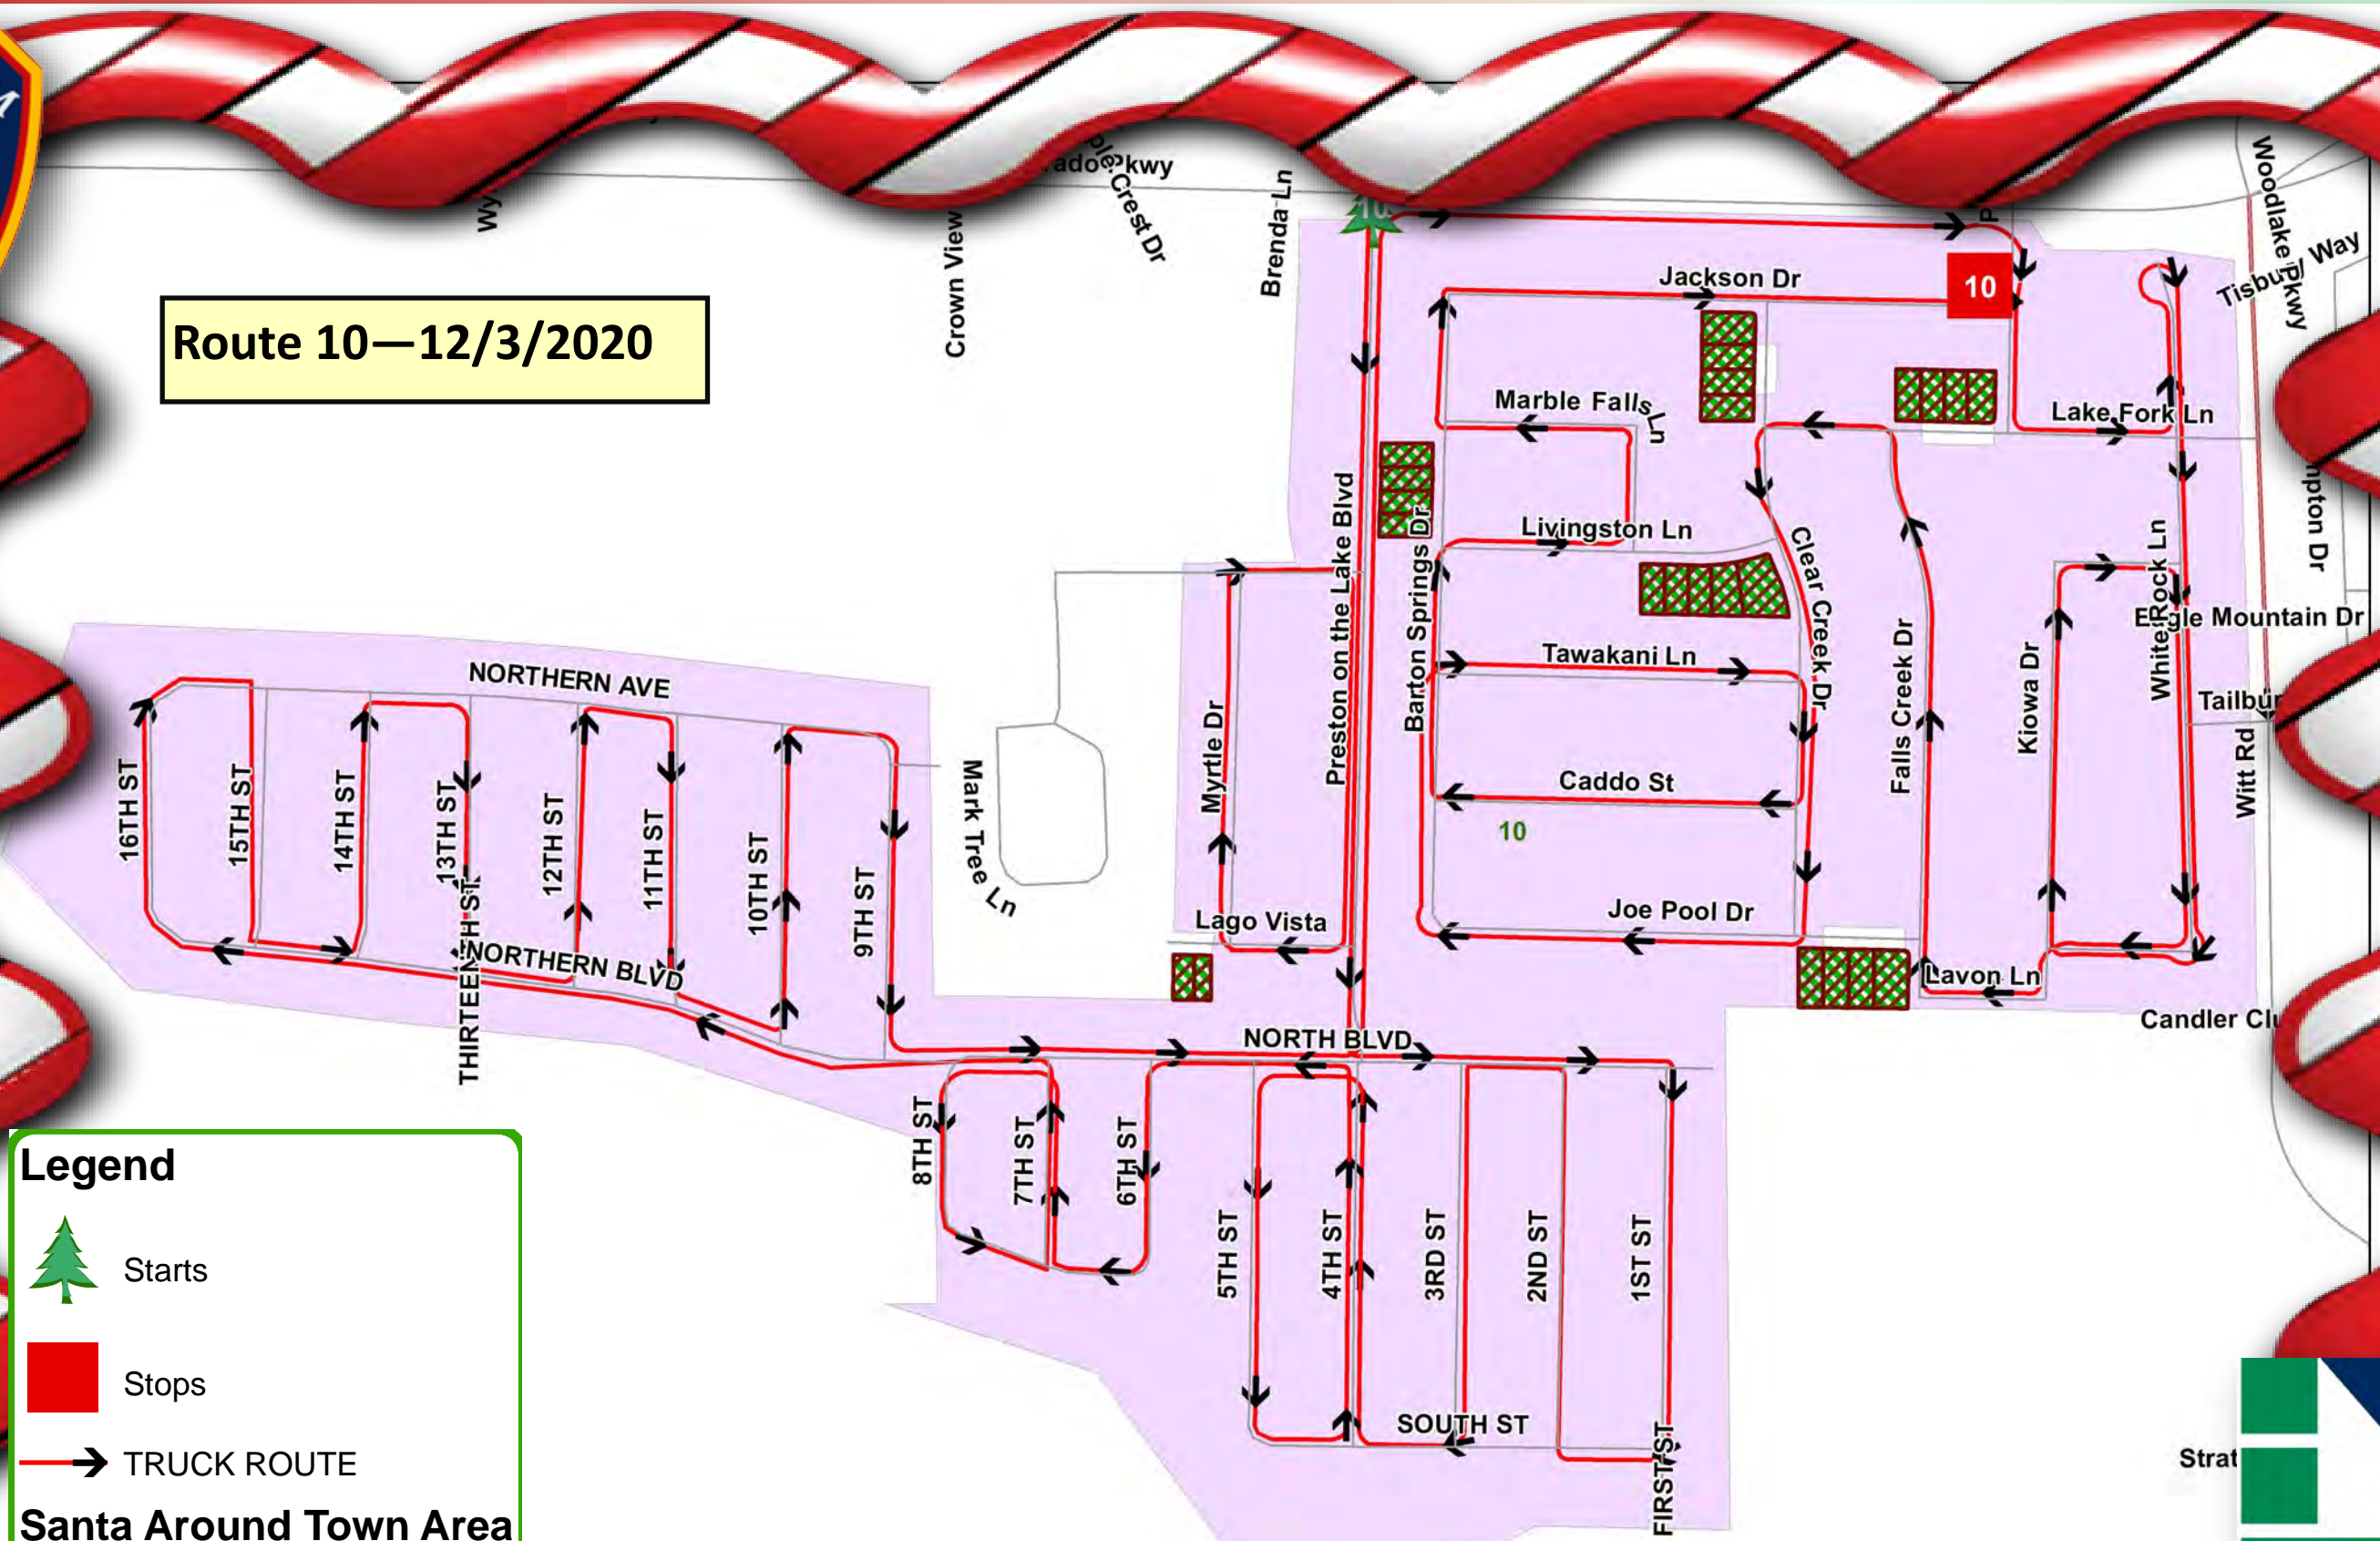 Crest Dr
Brenda Ln
Crown View
Woodlake Pkwy
Tisbury Way
10
Route 10—12/3/2020
Jackson Dr
10
Marble Falls Ln
Lake Fork Ln
Livingston Ln
Preston on the Lake Blvd
Barton Springs Dr
Clear Creek Dr
White Rock Ln
Eagle Mountain Dr
Tawakani Ln
Falls Creek Dr
Kiowa Dr
NORTHERN AVE
Myrtle Dr
Witt Rd
Mark Tree Ln
Caddo St
10
16TH ST
15TH ST
14TH ST
13TH ST
12TH ST
11TH ST
10TH ST
9TH ST
Lago Vista
Joe Pool Dr
NORTHERN BLVD
THIRTEENTH ST
Lavon Ln
NORTH BLVD
8TH ST
7TH ST
6TH ST
5TH ST
4TH ST
3RD ST
2ND ST
1ST ST
SOUTH ST
FIRST ST
Legend
Starts
Stops
TRUCK ROUTE
Santa Around Town Area